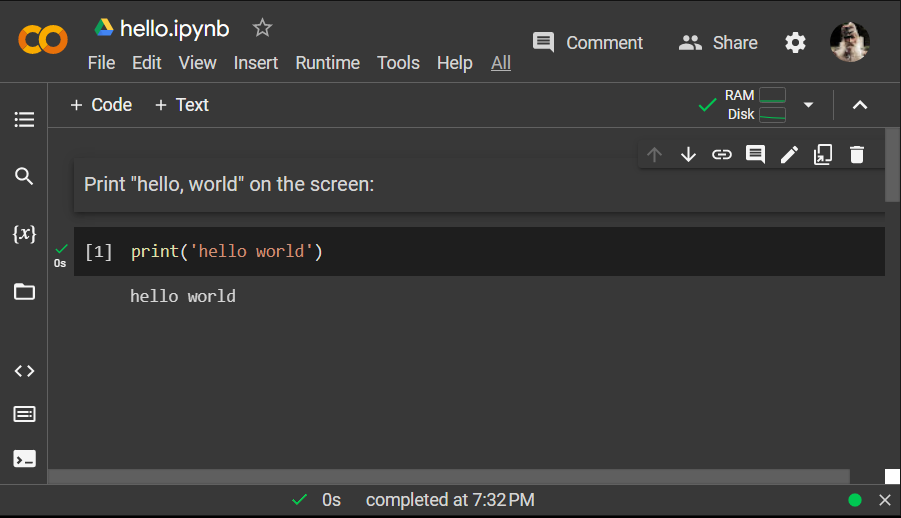 hello.ipynb
Comment
Share
File Edit View Insert Runtime Tools Help All
+ Code + Text
RAM
Disk
Print "hello, world" on the screen:
{x}
0s
[1] print('hello world')
hello world
0s completed at 7:32 PM